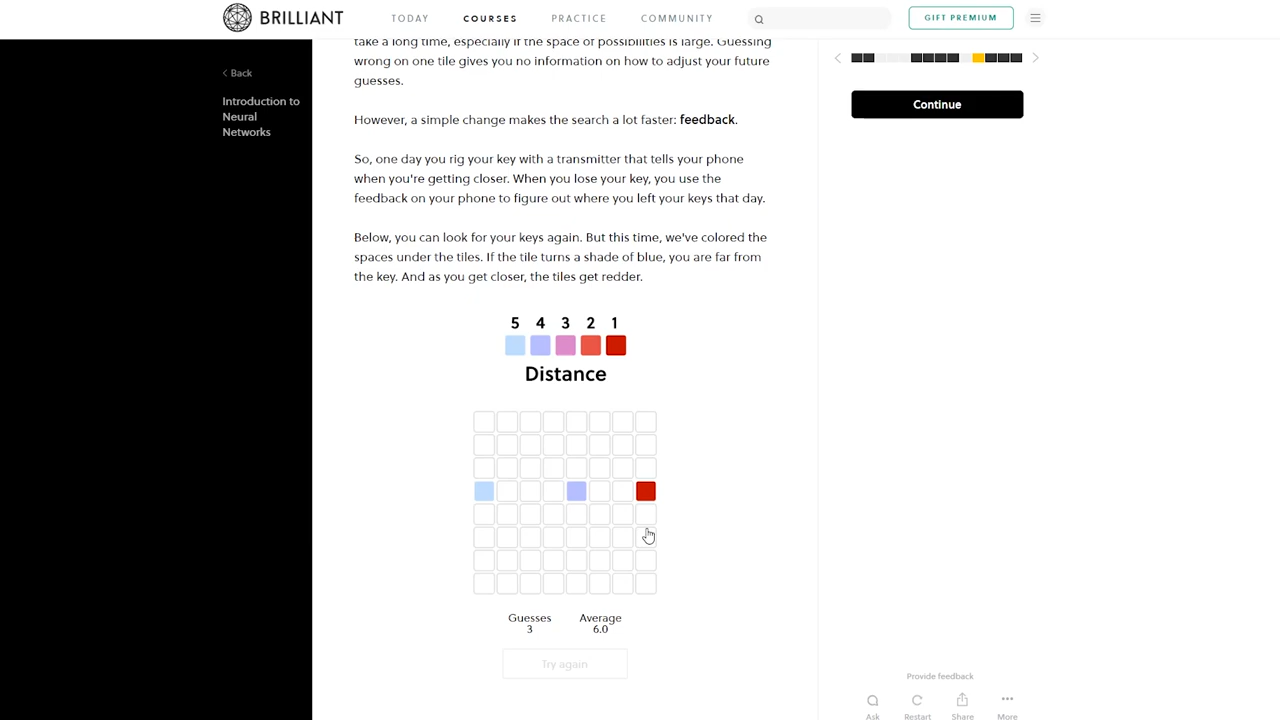 BRILLIANT
TODAY COURSES PRACTICE COMMUNITY GIFT PREMIUM
Back
Introduction to
Neural
Networks
take a long time, especially if the space of possibilities is large. Guessing
wrong on one tile gives you no information on how to adjust your future
guesses.
However, a simple change makes the search a lot faster: feedback.
So, one day you rig your key with a transmitter that tells your phone
when you're getting closer. When you lose your key, you use the
feedback on your phone to figure out where you left your keys that day.
Below, you can look for your keys again. But this time, we've colored the
spaces under the tiles. If the tile turns a shade of blue, you are far from
the key. And as you get closer, the tiles get redder.
5 4 3 2 1
Distance
Guesses Average
3 6.0
Try again
Continue
Provide feedback
Ask Restart Share More